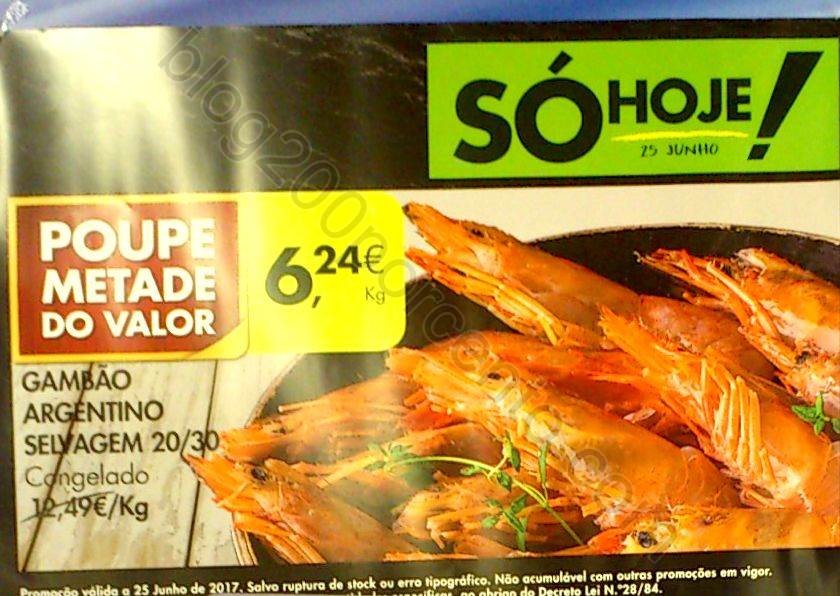 SÓ HOJE!
25 JUNHO
POUPE
METADE
DO VALOR
6,24€
Kg
GAMBÃO
ARGENTINO
SELVAGEM 20/30
Congelado
12,49€/Kg
Promoção válida a 25 Junho de 2017. Salvo ruptura de stock ou erro tipográfico. Não acumulável com outras promoções em vigor.
ao abrigo do Decreto Lei N.º28/84.
blog200porcento.com